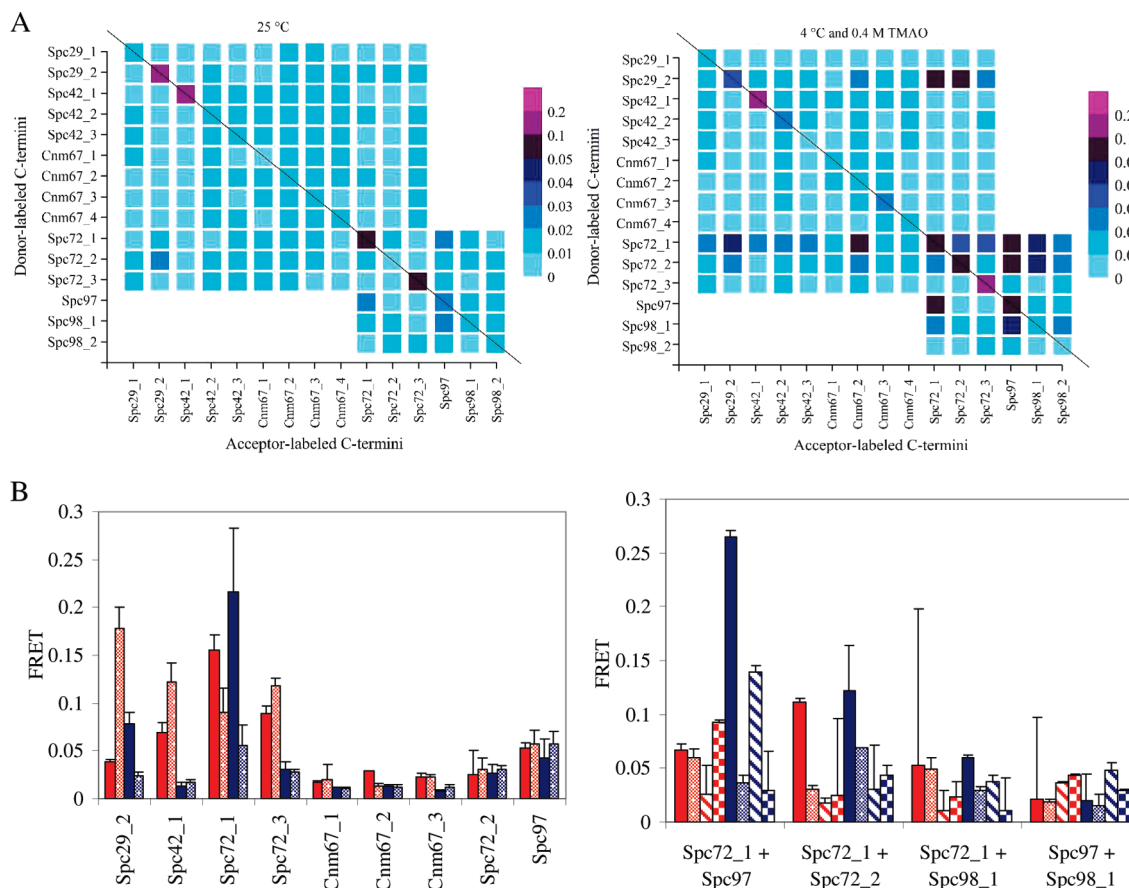 A
25 °C
Donor-labeled C-termini
Spc29_1
Spc29_2
Spc42_1
Spc42_2
Spc42_3
Cnm67_1
Cnm67_2
Cnm67_3
Cnm67_4
Spc72_1
Spc72_2
Spc72_3
Spc97
Spc98_1
Spc98_2
Spc29_1
Spc29_2
Spc42_1
Spc42_2
Spc42_3
Cnm67_1
Cnm67_2
Cnm67_3
Cnm67_4
Spc72_1
Spc72_2
Spc72_3
Spc97
Spc98_1
Spc98_2
Acceptor-labeled C-termini
0.2
0.1
0.05
0.04
0.03
0.02
0.01
0
4 °C and 0.4 M TMAO
Donor-labeled C-termini
Spc29_1
Spc29_2
Spc42_1
Spc42_2
Spc42_3
Cnm67_1
Cnm67_2
Cnm67_3
Cnm67_4
Spc72_1
Spc72_2
Spc72_3
Spc97
Spc98_1
Spc98_2
Spc29_1
Spc29_2
Spc42_1
Spc42_2
Spc42_3
Cnm67_1
Cnm67_2
Cnm67_3
Cnm67_4
Spc72_1
Spc72_2
Spc72_3
Spc97
Spc98_1
Spc98_2
Acceptor-labeled C-termini
B
FRET
0.3
0.25
0.2
0.15
0.1
0.05
0
Spc29_2
Spc42_1
Spc72_1
Spc72_3
Cnm67_1
Cnm67_2
Cnm67_3
Spc72_2
Spc97
FRET
0.3
0.25
0.2
0.15
0.1
0.05
0.00
Spc72_1 +
Spc97
Spc72_1 +
Spc72_2
Spc72_1 +
Spc98_1
Spc97 +
Spc98_1